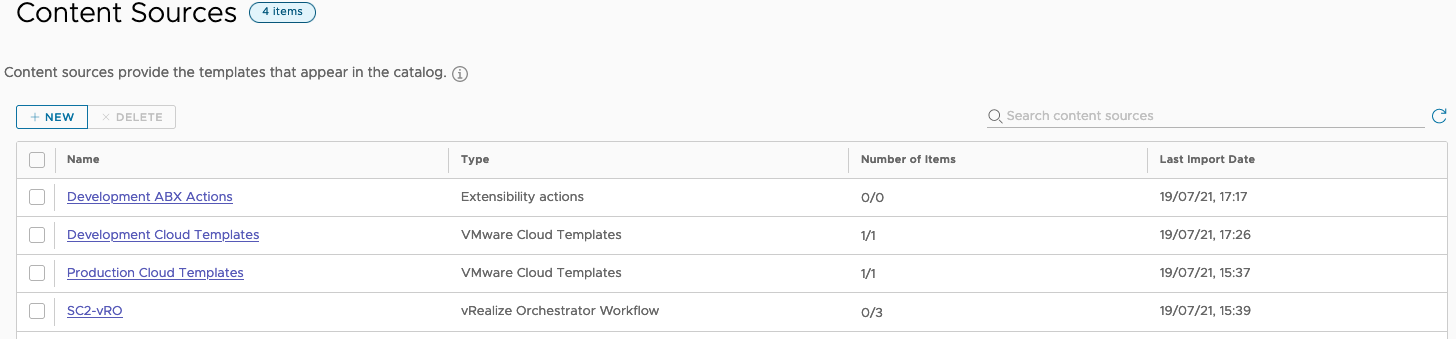 Content Sources 4 items
Content sources provide the templates that appear in the catalog.
+ NEW × DELETE Search content sources
Name Type Number of Items Last Import Date
Development ABX Actions Extensibility actions 0/0 19/07/21, 17:17
Development Cloud Templates VMware Cloud Templates 1/1 19/07/21, 17:26
Production Cloud Templates VMware Cloud Templates 1/1 19/07/21, 15:37
SC2-vRO vRealize Orchestrator Workflow 0/3 19/07/21, 15:39